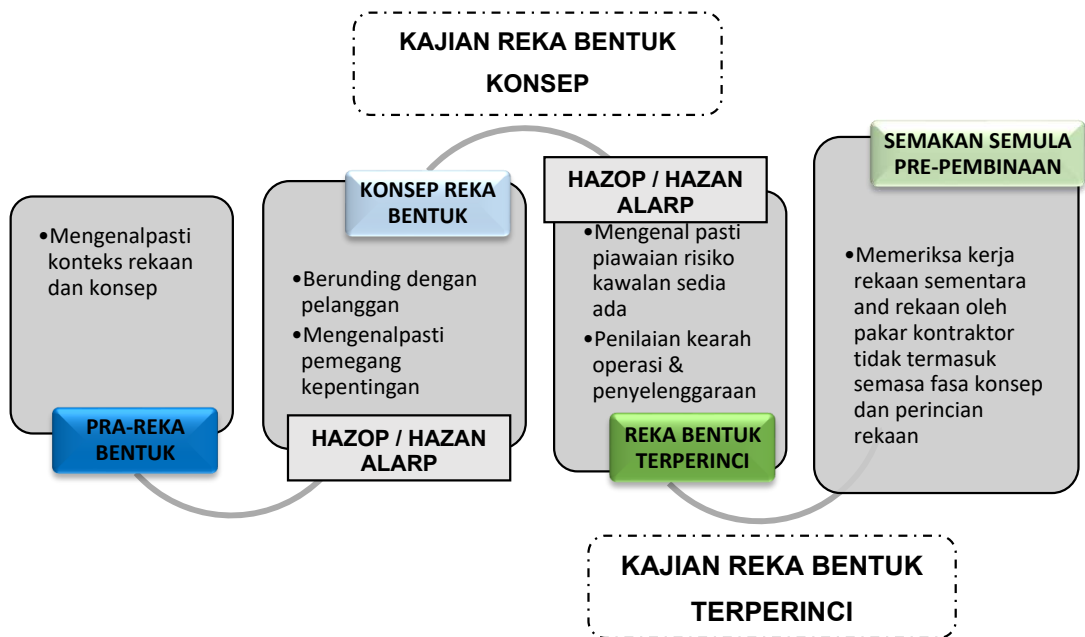 KAJIAN REKA BENTUK
KONSEP
•Mengenalpasti
konteks rekaan
dan konsep
PRA-REKA
BENTUK
KONSEP REKA
BENTUK
•Berunding dengan
pelanggan
•Mengenalpasti
pemegang
kepentingan
HAZOP / HAZAN
ALARP
HAZOP / HAZAN
ALARP
•Mengenal pasti
piawaian risiko
kawalan sedia
ada
•Penilaian kearah
operasi &
penyelenggaraan
REKA BENTUK
TERPERINCI
SEMAKAN SEMULA
PRE-PEMBINAAN
•Memeriksa kerja
rekaan sementara
and rekaan oleh
pakar kontraktor
tidak termasuk
semasa fasa konsep
dan perincian
rekaan
KAJIAN REKA BENTUK
TERPERINCI